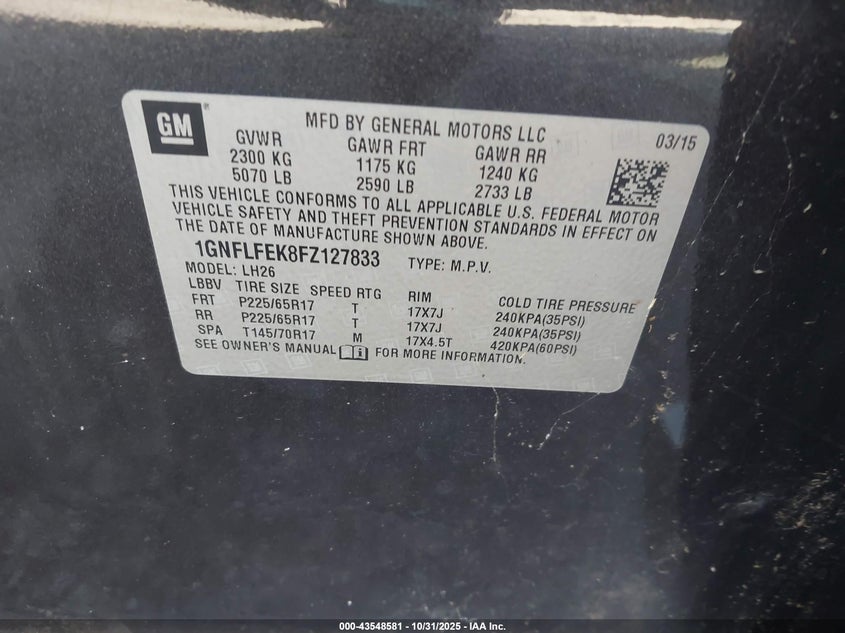 GM
MFD BY GENERAL MOTORS LLC 03/15
GVWR GAWR FRT GAWR RR
2300 KG 1175 KG 1240 KG
5070 LB 2590 LB 2733 LB
THIS VEHICLE CONFORMS TO ALL APPLICABLE U.S. FEDERAL MOTOR
VEHICLE SAFETY AND THEFT PREVENTION STANDARDS IN EFFECT ON
THE DATE OF MANUFACTURE SHOWN ABOVE.
1GNFLFEK8FZ127833 TYPE: M.P.V.
MODEL: LH26
LBBV TIRE SIZE SPEED RTG RIM COLD TIRE PRESSURE
FRT P225/65R17 T 17X7J 240KPA(35PSI)
RR P225/65R17 T 17X7J 240KPA(35PSI)
SPA T145/70R17 M 17X4.5T 420KPA(60PSI)
SEE OWNER'S MANUAL FOR MORE INFORMATION.
000-43548581 - 10/31/2025 - IAA Inc.